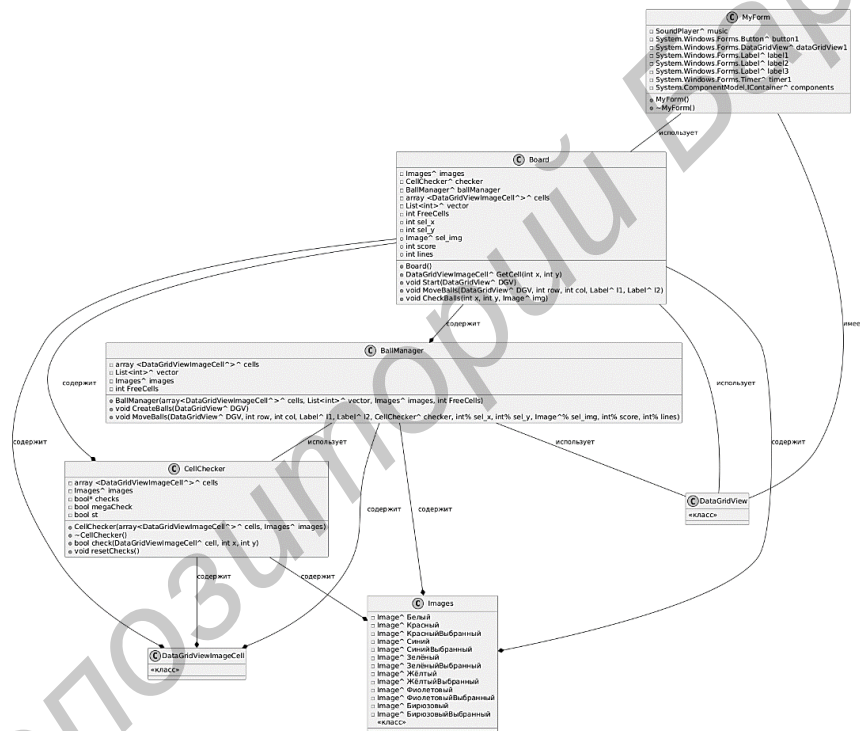 MyForm
SoundPlayer^ music
System.Windows.Forms.Button^ button1
System.Windows.Forms.DataGridView^ dataGridView1
System.Windows.Forms.Label^ label1
System.Windows.Forms.Label^ label2
System.Windows.Forms.Label^ label3
System.Windows.Forms.Timer^ timer1
System.ComponentModel.IContainer^ components
MyForm()
~MyForm()
использует
Board
Images^ images
CellChecker^ checker
BallManager^ ballManager
array <DataGridViewImageCell^>^ cells
List<int>^ vector
int FreeCells
int sel_x
int sel_y
Image^ sel_img
int score
int lines
Board()
DataGridViewImageCell^ GetCell(int x, int y)
void Start(DataGridView^ DGV)
void MoveBalls(DataGridView^ DGV, int row, int col, Label^ l1, Label^ l2)
void CheckBalls(int x, int y, Image^ img)
содержит
имее
BallManager
array <DataGridViewImageCell^>^ cells
List<int>^ vector
Images^ images
int FreeCells
BallManager(array<DataGridViewImageCell^>^ cells, List<int>^ vector, Images^ images, int FreeCells)
void CreateBalls(DataGridView^ DGV)
void MoveBalls(DataGridView^ DGV, int row, int col, Label^ l1, Label^ l2, CellChecker^ checker, int% sel_x, int% sel_y, Image^% sel_img, int% score, int% lines)
содержит
использует
содержит
использует
использует
содержит
CellChecker
array <DataGridViewImageCell^>^ cells
Images^ images
bool* checks
bool megaCheck
bool st
CellChecker(array<DataGridViewImageCell^>^ cells, Images^ images)
~CellChecker()
bool check(DataGridViewImageCell^ cell, int x, int y)
void resetChecks()
DataGridView
«класс»
содержит
содержит
содержит
содержит
DataGridViewImageCell
«класс»
Images
Image^ Белый
Image^ Красный
Image^ КрасныйВыбранный
Image^ Синий
Image^ СинийВыбранный
Image^ Зелёный
Image^ ЗелёныйВыбранный
Image^ Жёлтый
Image^ ЖёлтыйВыбранный
Image^ Фиолетовый
Image^ ФиолетовыйВыбранный
Image^ Бирюзовый
Image^ БирюзовыйВыбранный
«класс»
позиторий Бар